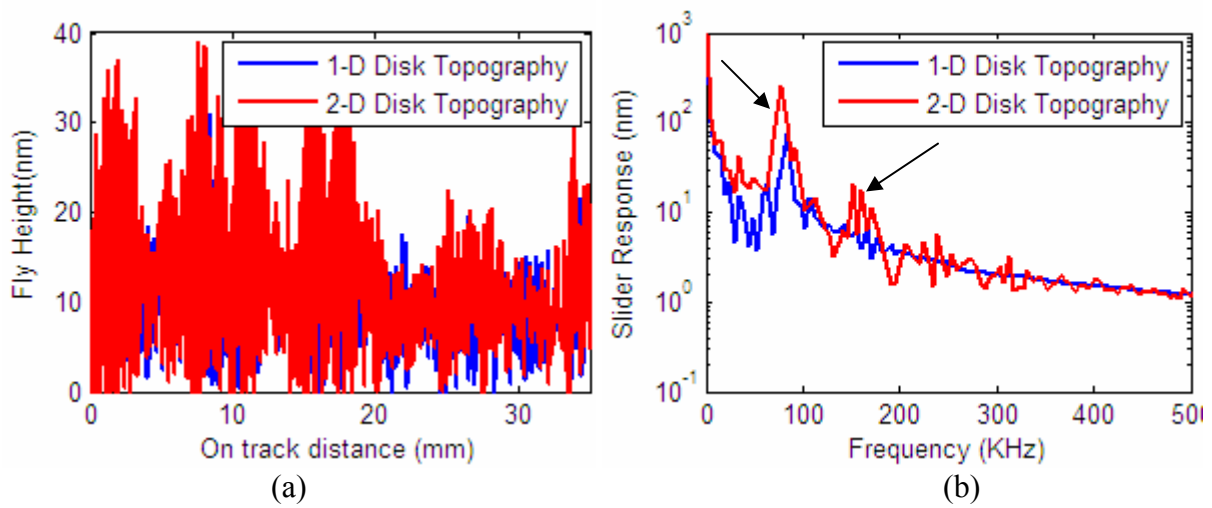 40
30
20
10
0
Fly Height(nm)
1-D Disk Topography
2-D Disk Topography
0 10 20 30
On track distance (mm)
(a)
10^3
10^2
10^1
10^0
10^-1
Slider Response (nm)
1-D Disk Topography
2-D Disk Topography
0 100 200 300 400 500
Frequency (KHz)
(b)